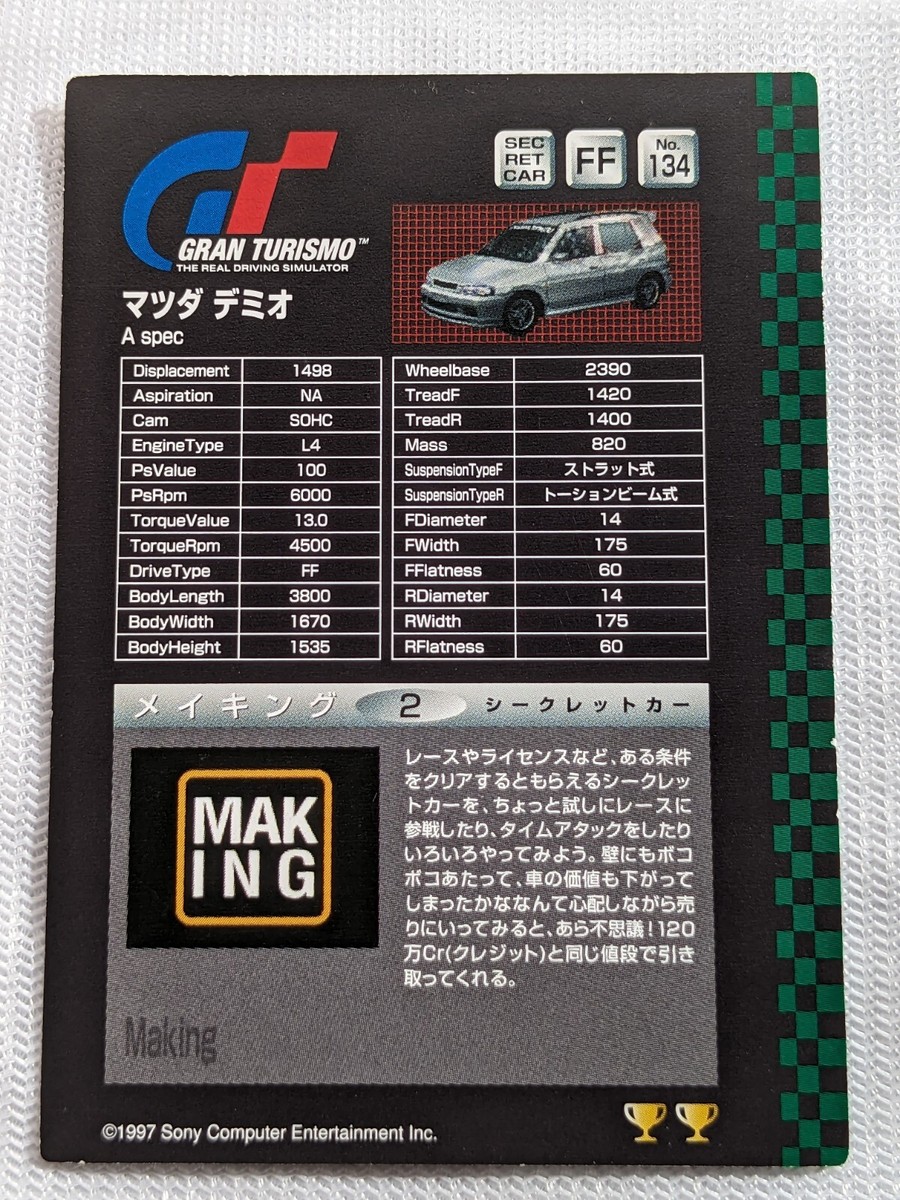 SEC
RET
CAR
FF
No.
134
GRAN TURISMO™
THE REAL DRIVING SIMULATOR
マツダ デミオ
A spec
Displacement 1498
Aspiration NA
Cam SOHC
EngineType L4
PsValue 100
PsRpm 6000
TorqueValue 13.0
TorqueRpm 4500
DriveType FF
BodyLength 3800
BodyWidth 1670
BodyHeight 1535
Wheelbase 2390
TreadF 1420
TreadR 1400
Mass 820
SuspensionTypeF ストラット式
SuspensionTypeR トーションビーム式
FDiameter 14
FWidth 175
FFlatness 60
RDiameter 14
RWidth 175
RFlatness 60
メイキング 2 シークレットカー
MAK
ING
レースやライセンスなど、ある条件
をクリアするともらえるシークレッ
トカーを、ちょっと試しにレースに
参戦したり、タイムアタックをしたり
いろいろやってみよう。壁にもボコ
ボコあたって、車の価値も下がって
しまったかななんて心配しながら売
りにいってみると、あら不思議！120
万Cr(クレジット)と同じ値段で引き
取ってくれる。
Making
©1997 Sony Computer Entertainment Inc.